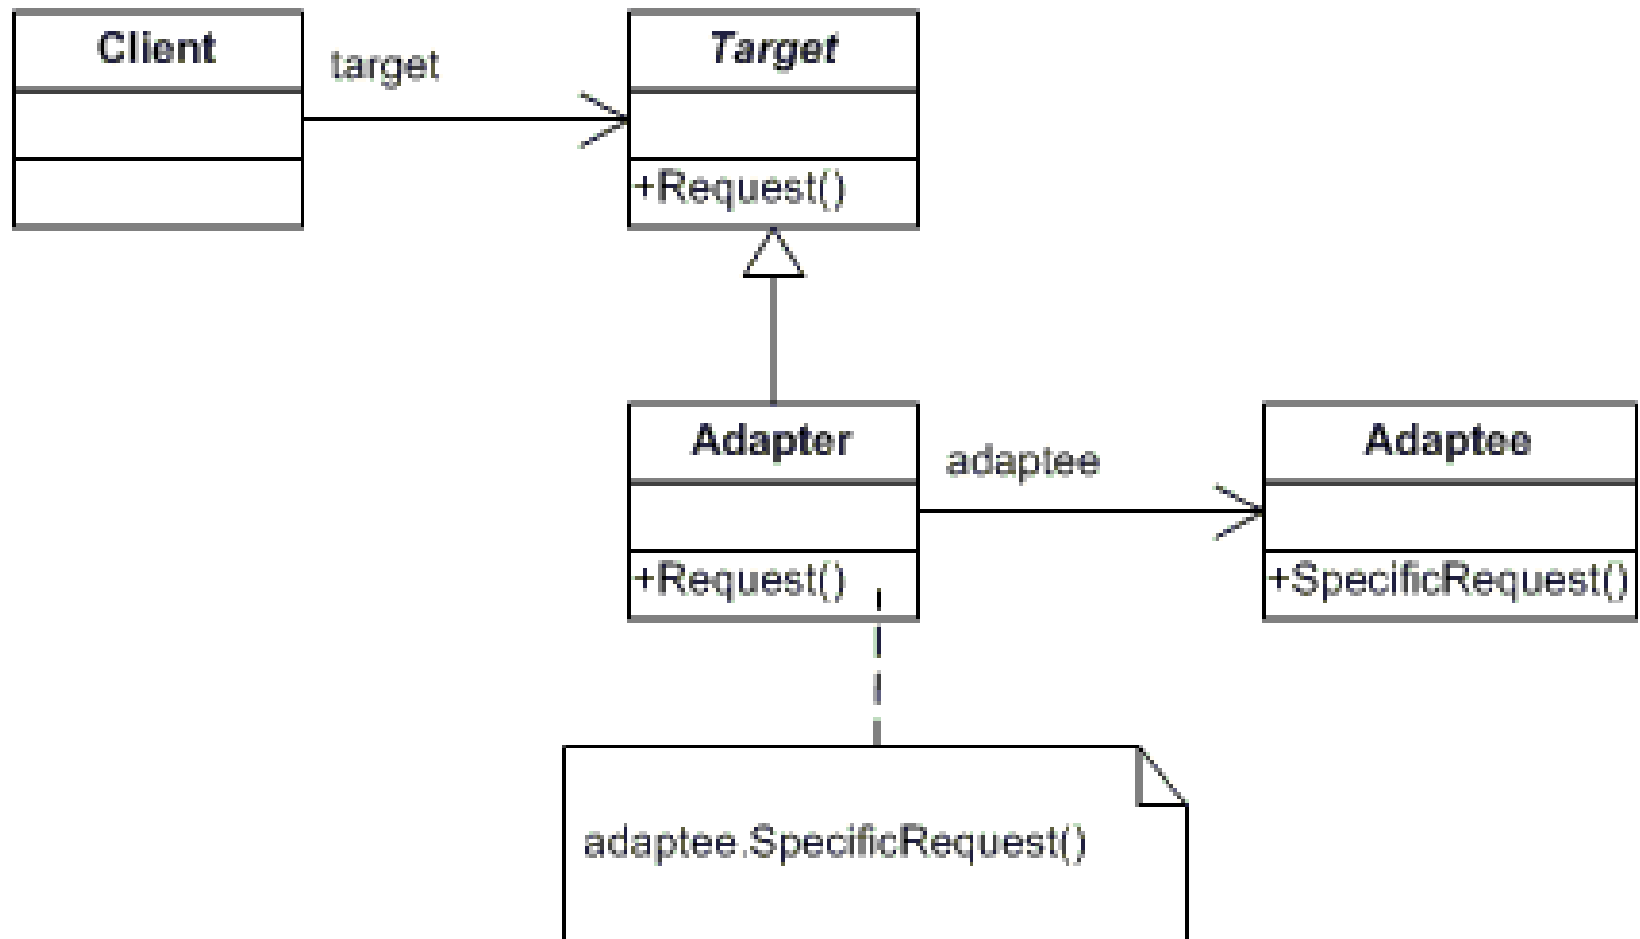 Client
target
Target
+Request()
Adapter
adaptee
Adaptee
+Request()
+SpecificRequest()
adaptee.SpecificRequest()